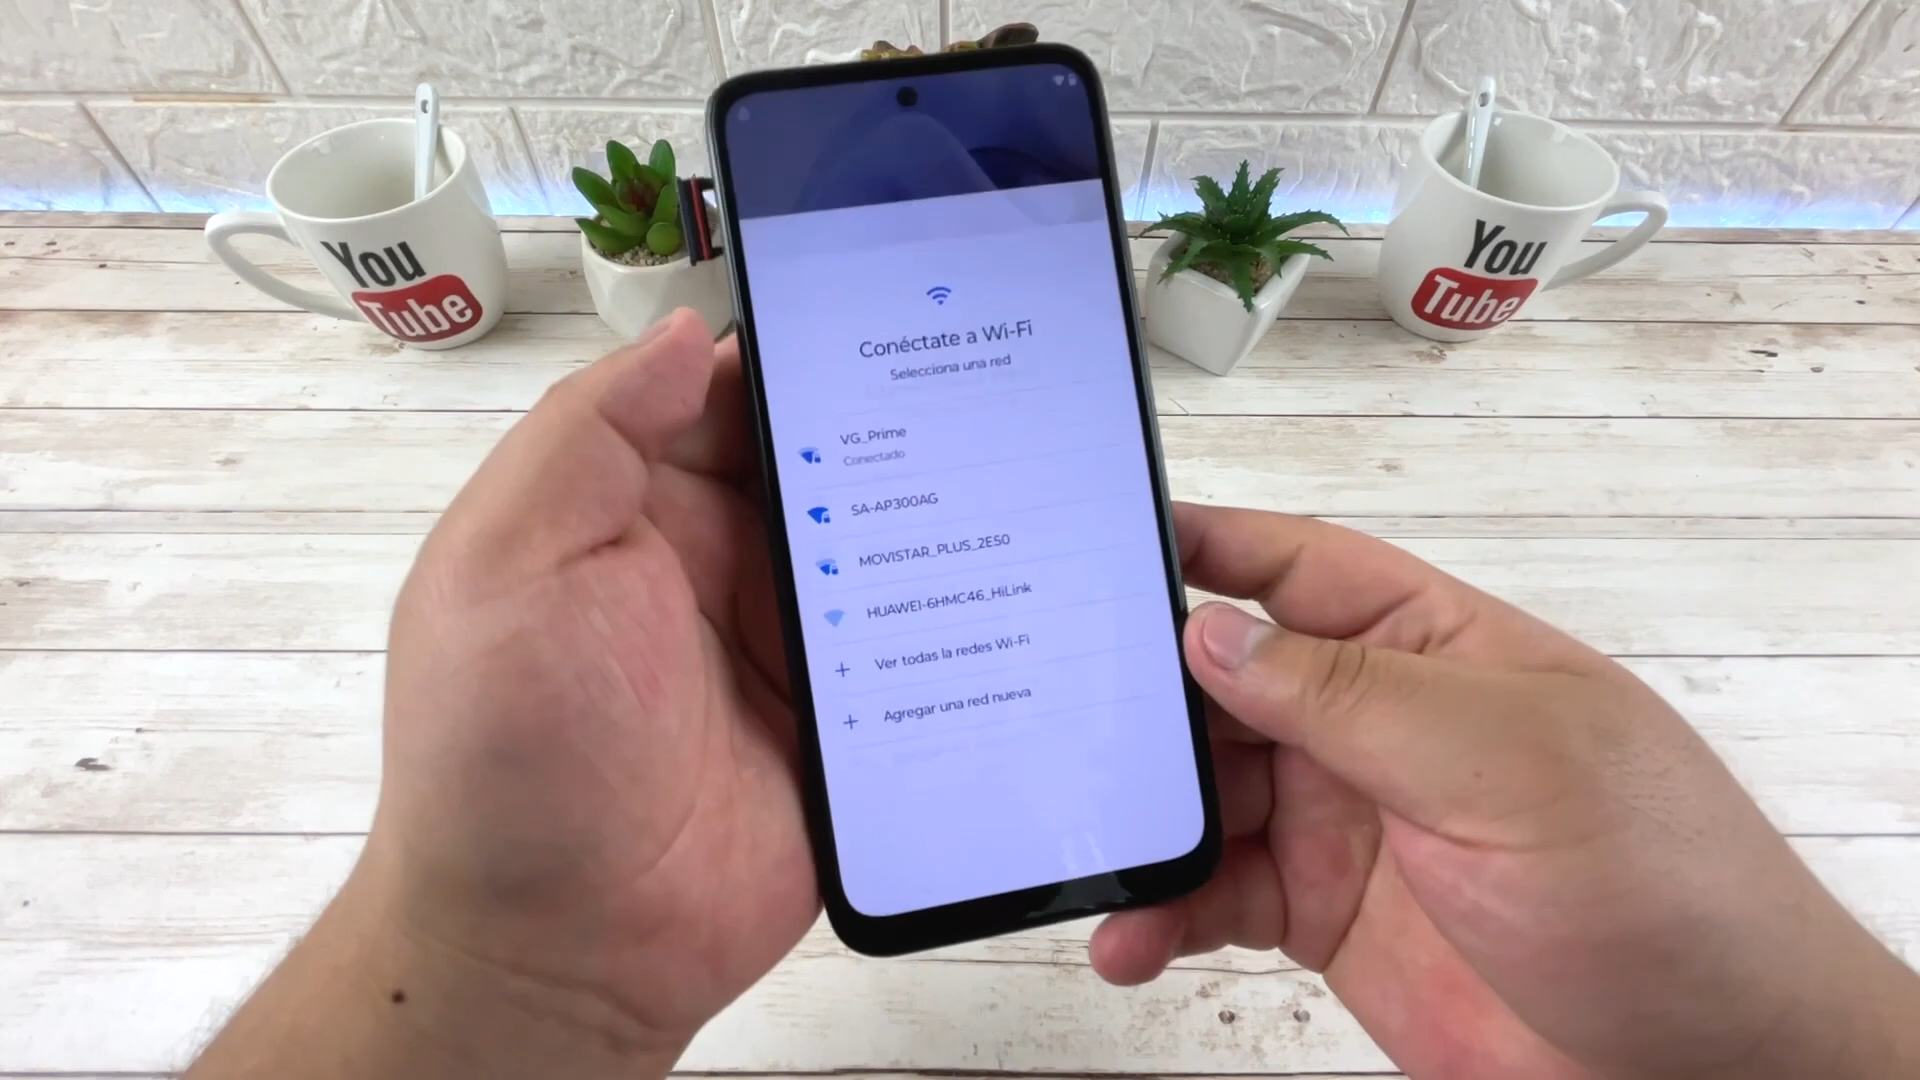 You
Tube
You
Tube
Conéctate a Wi-Fi
Selecciona una red
VG_Prime
Conectado
SA-AP300AG
MOVISTAR_PLUS_2E50
HUAWEI-6HMC46_HiLink
Ver todas la redes Wi-Fi
Agregar una red nueva